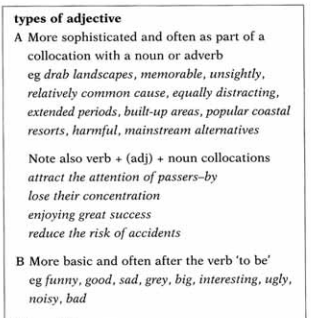 types of adjective
A More sophisticated and often as part of a
collocation with a noun or adverb
eg drab landscapes, memorable, unsightly,
relatively common cause, equally distracting,
extended periods, built-up areas, popular coastal
resorts, harmful, mainstream alternatives
Note also verb + (adj) + noun collocations
attract the attention of passers–by
lose their concentration
enjoying great success
reduce the risk of accidents
B More basic and often after the verb 'to be'
eg funny, good, sad, grey, big, interesting, ugly,
noisy, bad